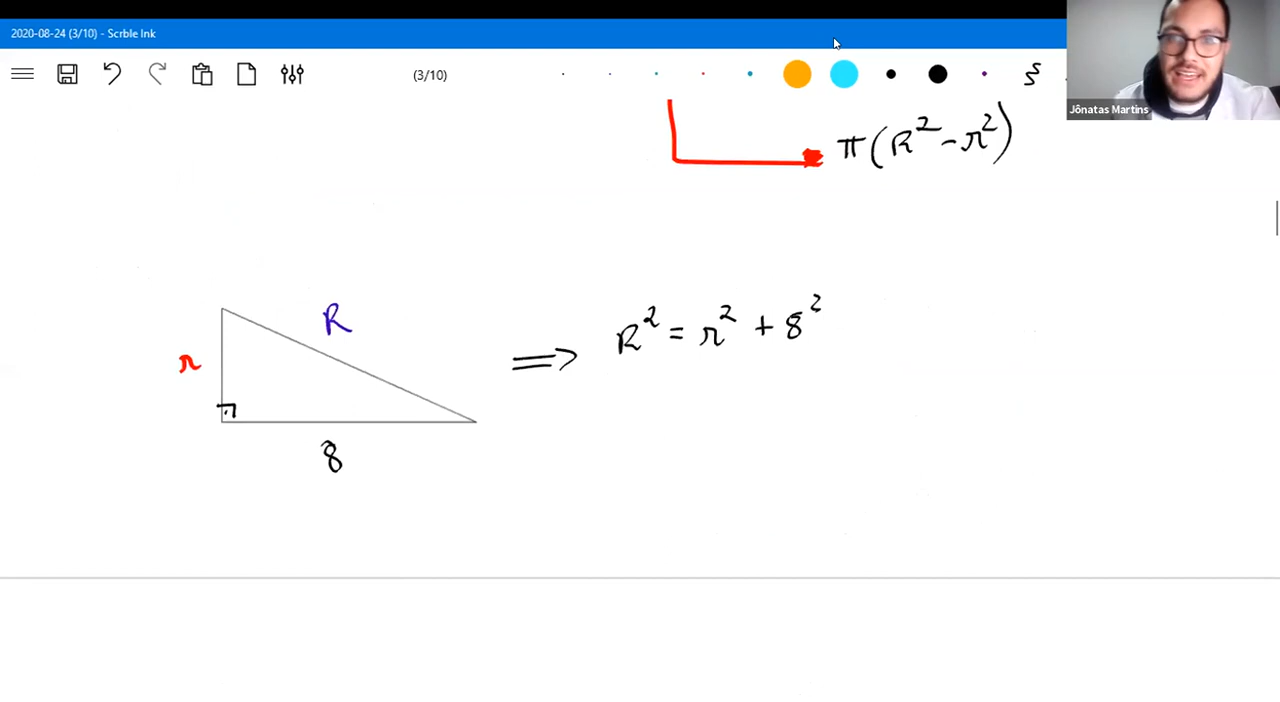 2020-08-24 (3/10) - Scrble Ink
(3/10)
Jônatas Martins
π(R² - r²)
R
r
8
⇒ R² = r² + 8²